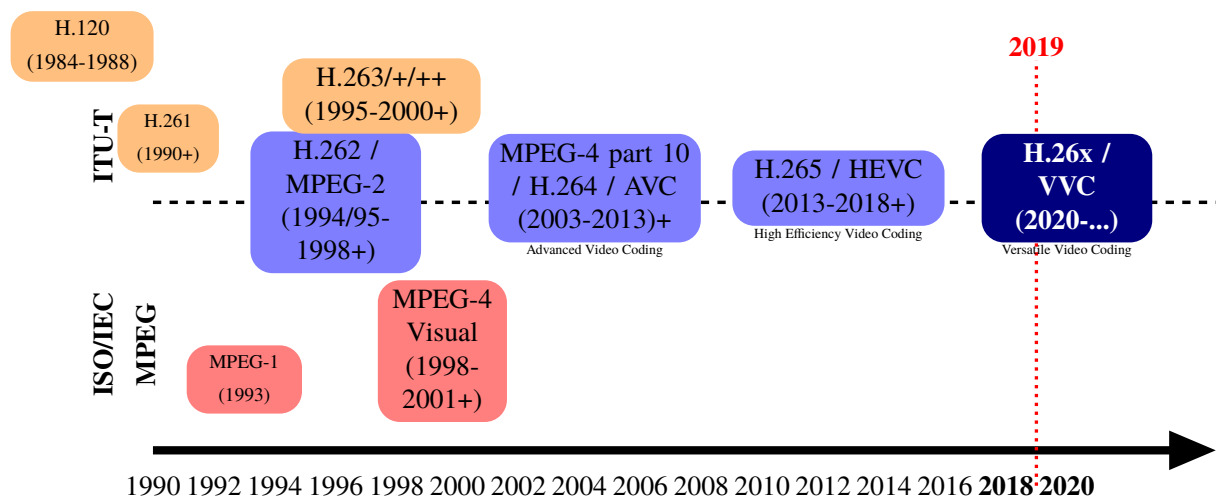 H.120
(1984-1988)
2019
H.263/+/++
(1995-2000+)
ITU-T
H.261
(1990+)
H.262 /
MPEG-2
(1994/95-
1998+)
MPEG-4 part 10
/ H.264 / AVC
(2003-2013)+
Advanced Video Coding
H.265 / HEVC
(2013-2018+)
High Efficiency Video Coding
H.26x /
VVC
(2020-...)
Versatile Video Coding
ISO/IEC
MPEG
MPEG-1
(1993)
MPEG-4
Visual
(1998-
2001+)
1990 1992 1994 1996 1998 2000 2002 2004 2006 2008 2010 2012 2014 2016 2018 2020